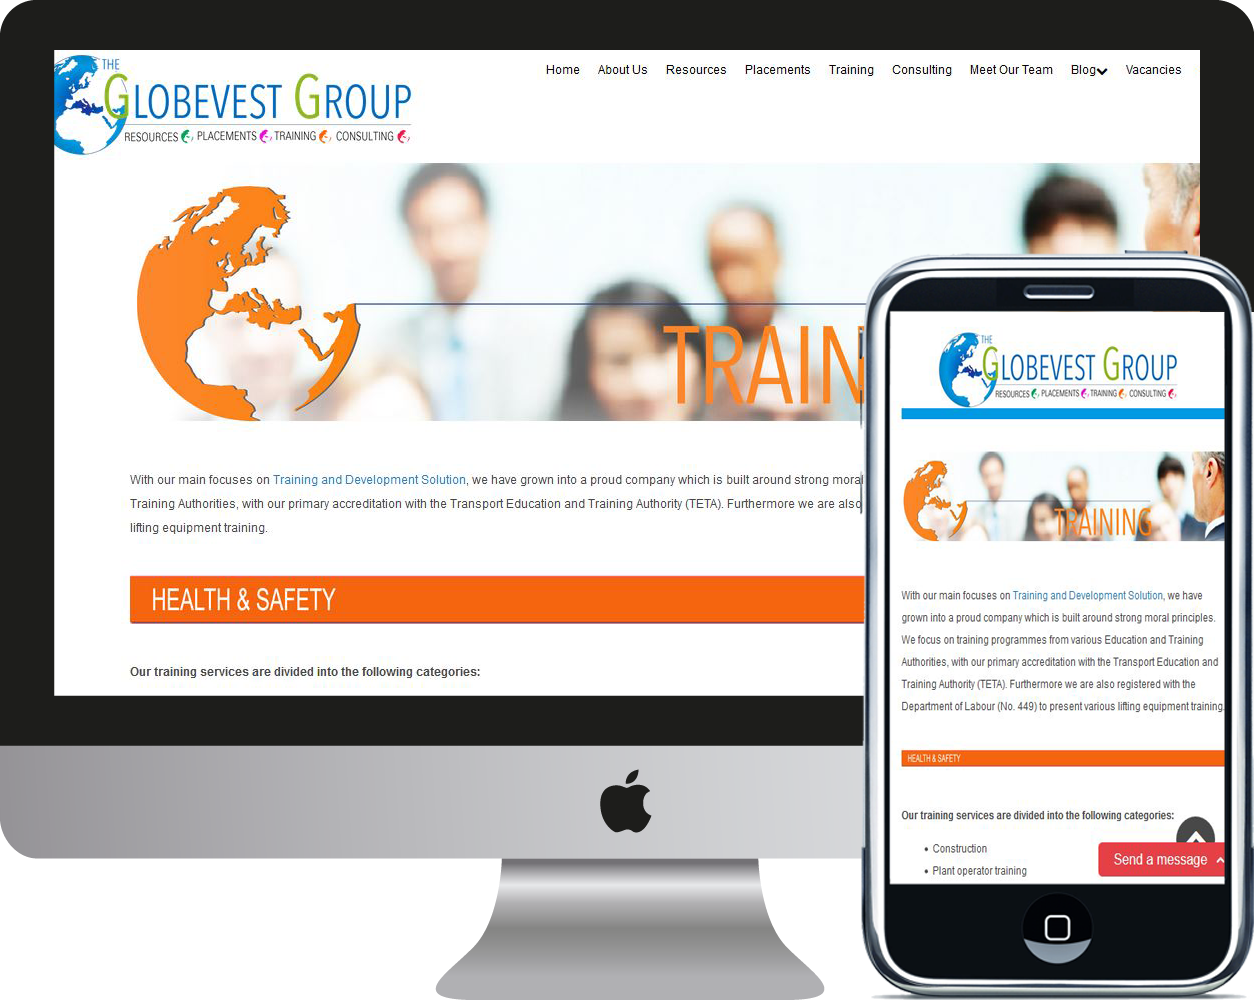 THE
GLOBEVEST GROUP
RESOURCES PLACEMENTS TRAINING CONSULTING
Home About Us Resources Placements Training Consulting Meet Our Team Blog Vacancies
TRAIN
With our main focuses on Training and Development Solution, we have grown into a proud company which is built around strong moral
Training Authorities, with our primary accreditation with the Transport Education and Training Authority (TETA). Furthermore we are also
lifting equipment training.
HEALTH & SAFETY
Our training services are divided into the following categories:
THE
GLOBEVEST GROUP
RESOURCES PLACEMENTS TRAINING CONSULTING
TRAINING
With our main focuses on Training and Development Solution, we have
grown into a proud company which is built around strong moral principles.
We focus on training programmes from various Education and Training
Authorities, with our primary accreditation with the Transport Education and
Training Authority (TETA). Furthermore we are also registered with the
Department of Labour (No. 449) to present various lifting equipment training.
HEALTH & SAFETY
Our training services are divided into the following categories:
• Construction
• Plant operator training
Send a message